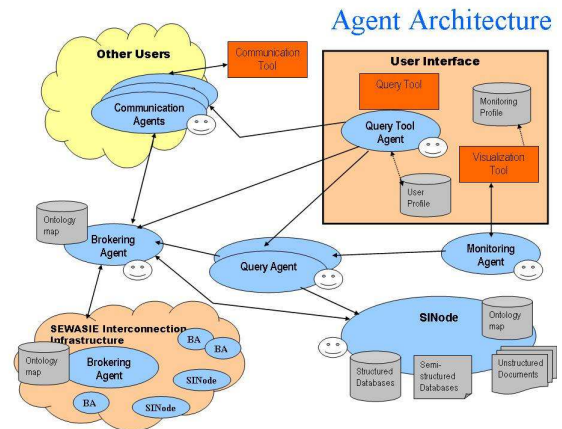 Agent Architecture
Other Users
Communication
Tool
Communication
Agents
User Interface
Query Tool
Monitoring
Profile
Query Tool
Agent
Visualization
Tool
User
Profile
Ontology
map
Brokering
Agent
Query Agent
Monitoring
Agent
SEWASIE Interconnection
Infrastructure
Ontology
map
Brokering
Agent
BA
BA
SINode
BA
SINode
SINode
Ontology
map
Structured
Databases
Semi-
structured
Databases
Unstructured
Documents